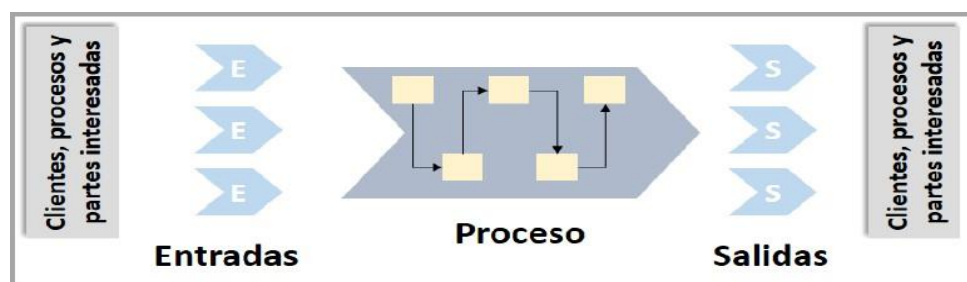 Clientes, procesos y
partes interesadas
E
E
E
Entradas
Proceso
S
S
S
Salidas
Clientes, procesos y
partes interesadas